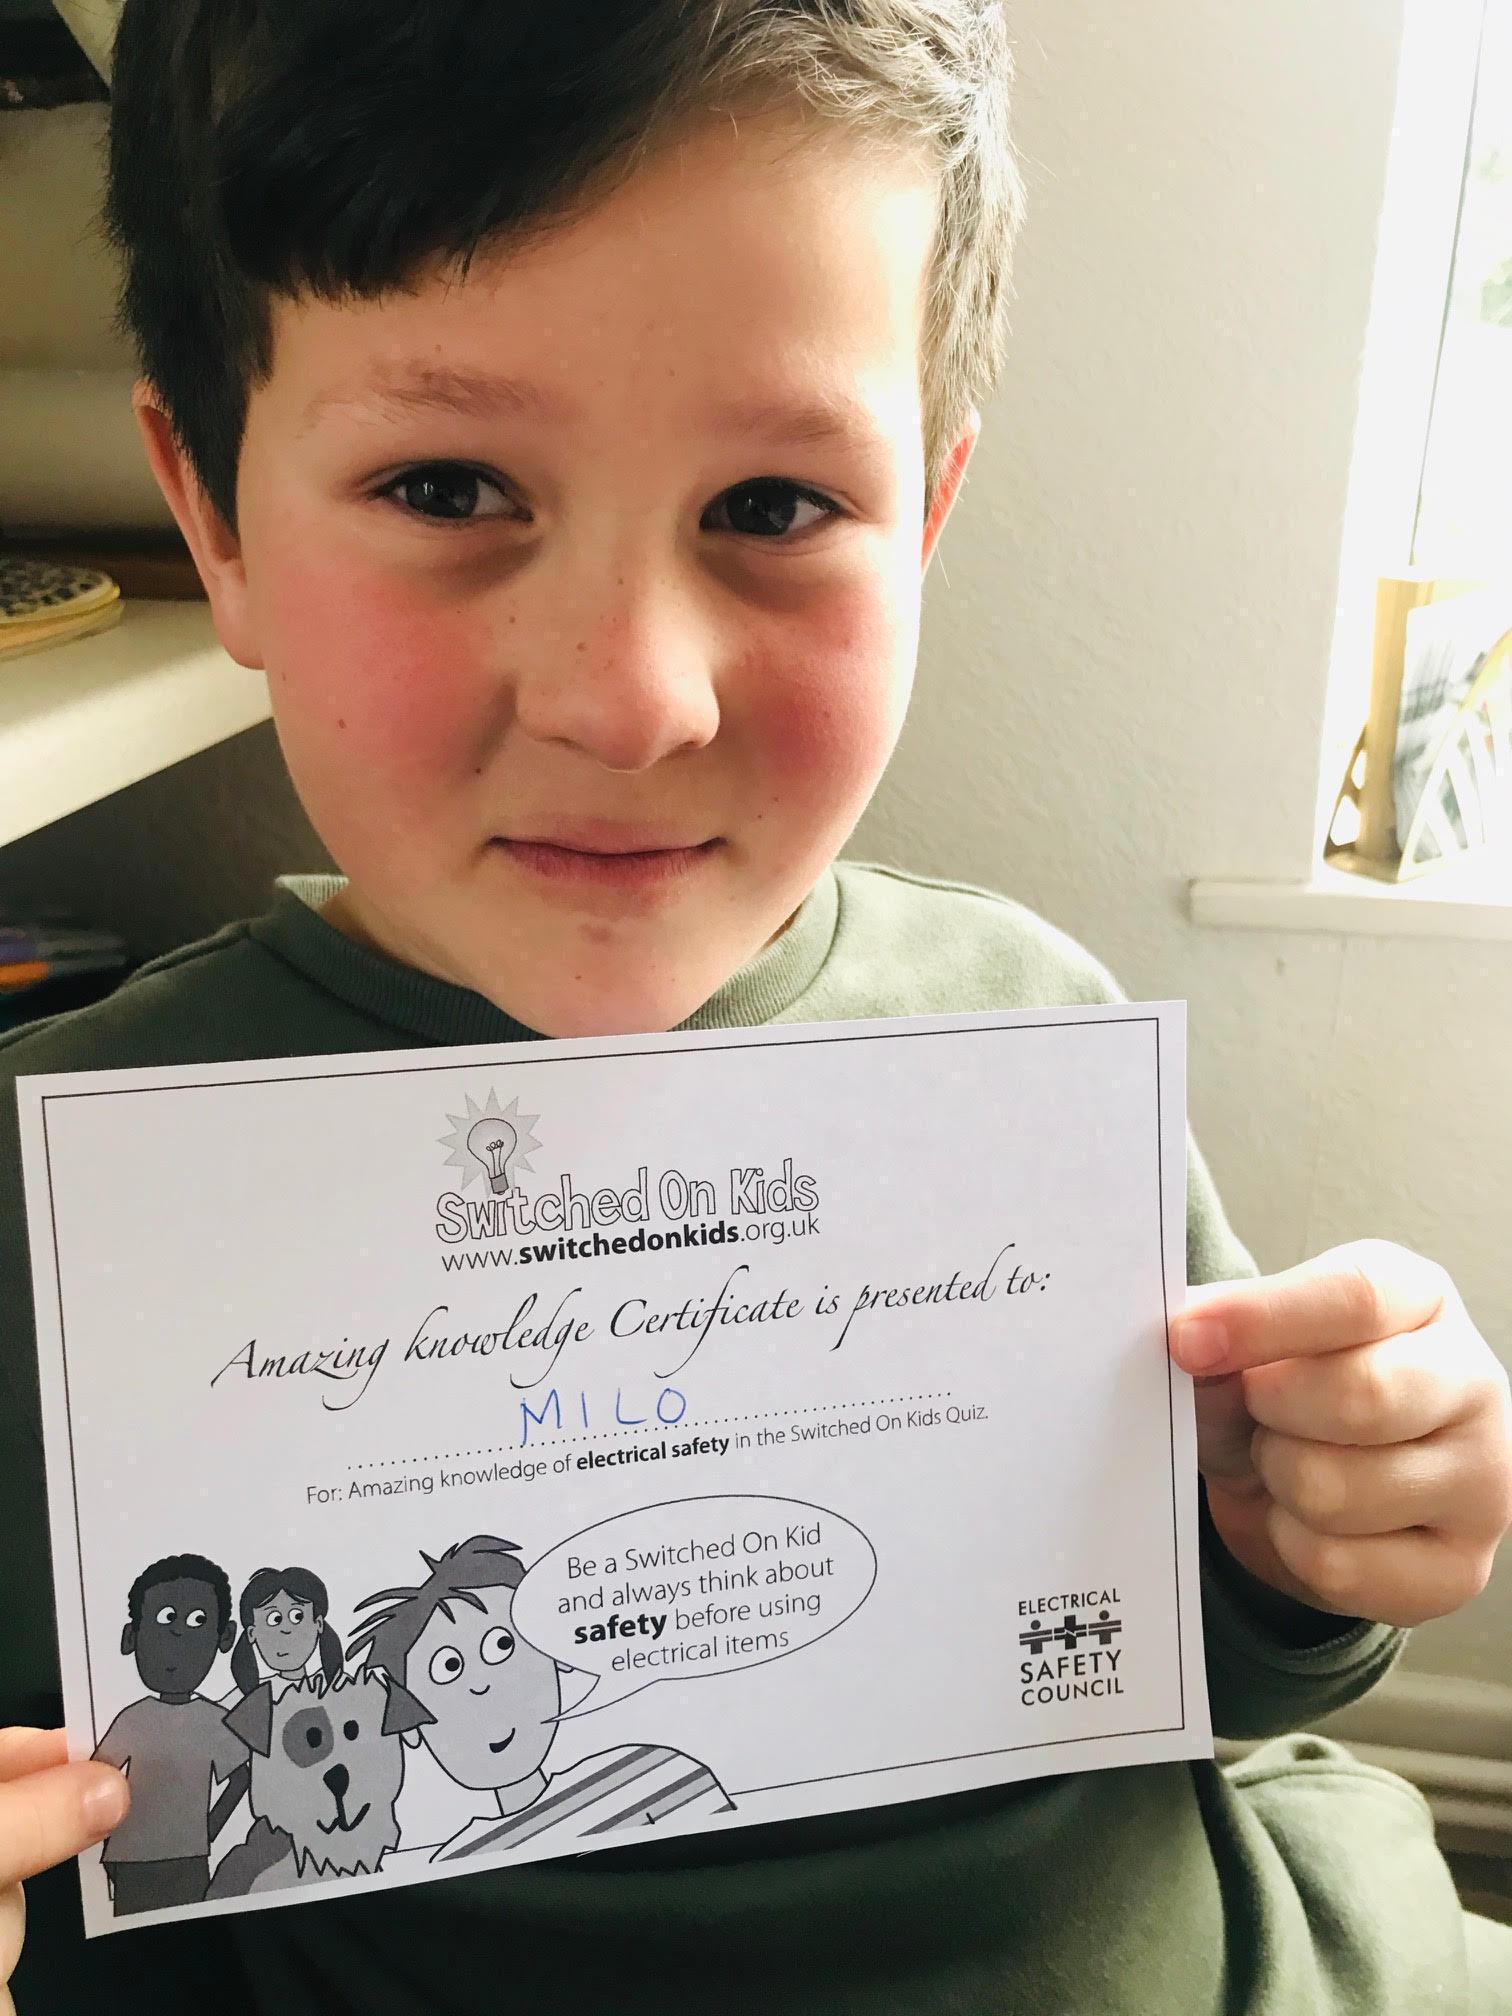 Switched On Kids
www.switchedonkids.org.uk
Amazing knowledge Certificate is presented to:
MILO
For: Amazing knowledge of electrical safety in the Switched On Kids Quiz.
Be a Switched On Kid
and always think about
safety before using
electrical items
ELECTRICAL
SAFETY
COUNCIL